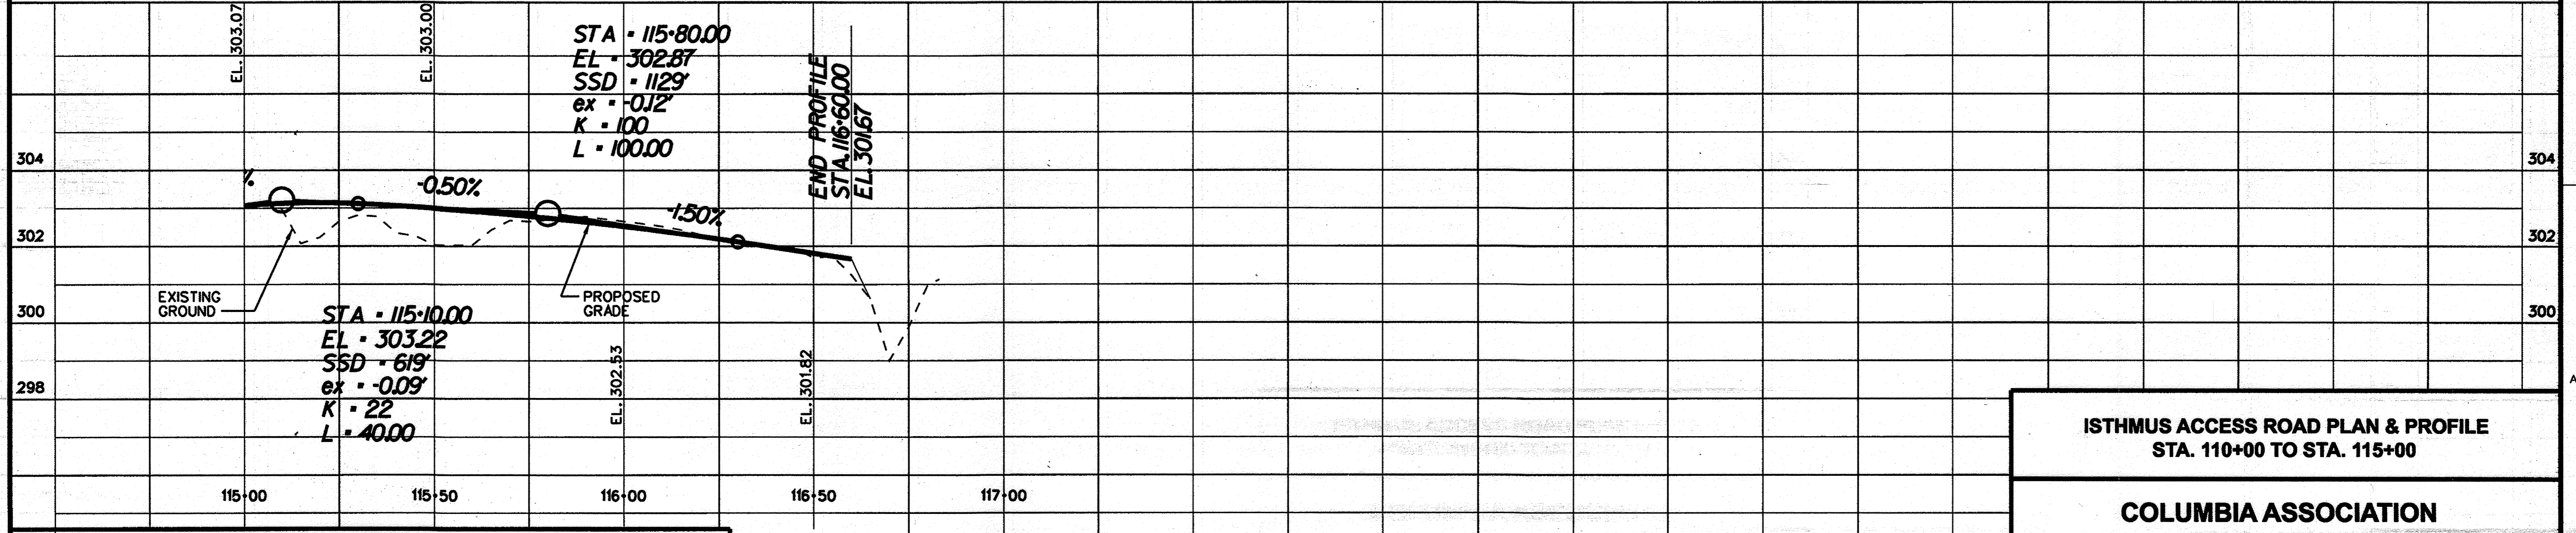 EL. 303.07
EL. 303.00
STA = 115+80.00
EL = 302.87
SSD = 1129'
ex = -0.12'
K = 100
L = 100.00
END PROFILE
STA. 116+60.00
EL. 301.67
304
304
%
-0.50%
-1.50%
302
302
EXISTING
GROUND
PROPOSED
GRADE
300
300
STA = 115+10.00
EL = 303.22
SSD = 619'
ex = -0.09'
K = 22
L = 40.00
EL. 302.53
EL. 301.82
298
A
ISTHMUS ACCESS ROAD PLAN & PROFILE
STA. 110+00 TO STA. 115+00
115+00
115+50
116+00
116+50
117+00
COLUMBIA ASSOCIATION